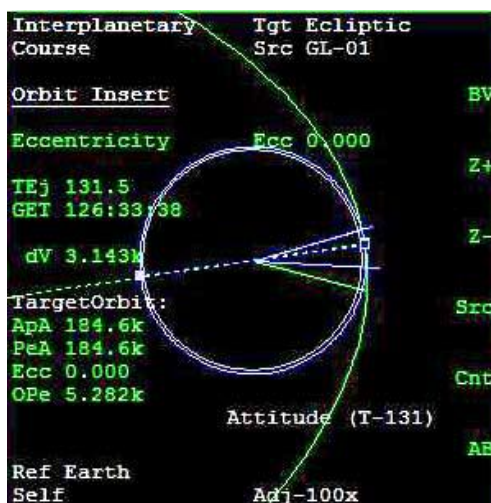 Interplanetary Tgt Ecliptic
Course Src GL-01
Orbit Insert
BV
Eccentricity Ecc 0.000
Z+
TEj 131.5
GET 126:33:38
Z-
dV 3.143k
TargetOrbit:
Src
ApA 184.6k
PeA 184.6k
Ecc 0.000
Cnt
OPe 5.282k
Attitude (T-131)
AB
Ref Earth
Self Adj-100x